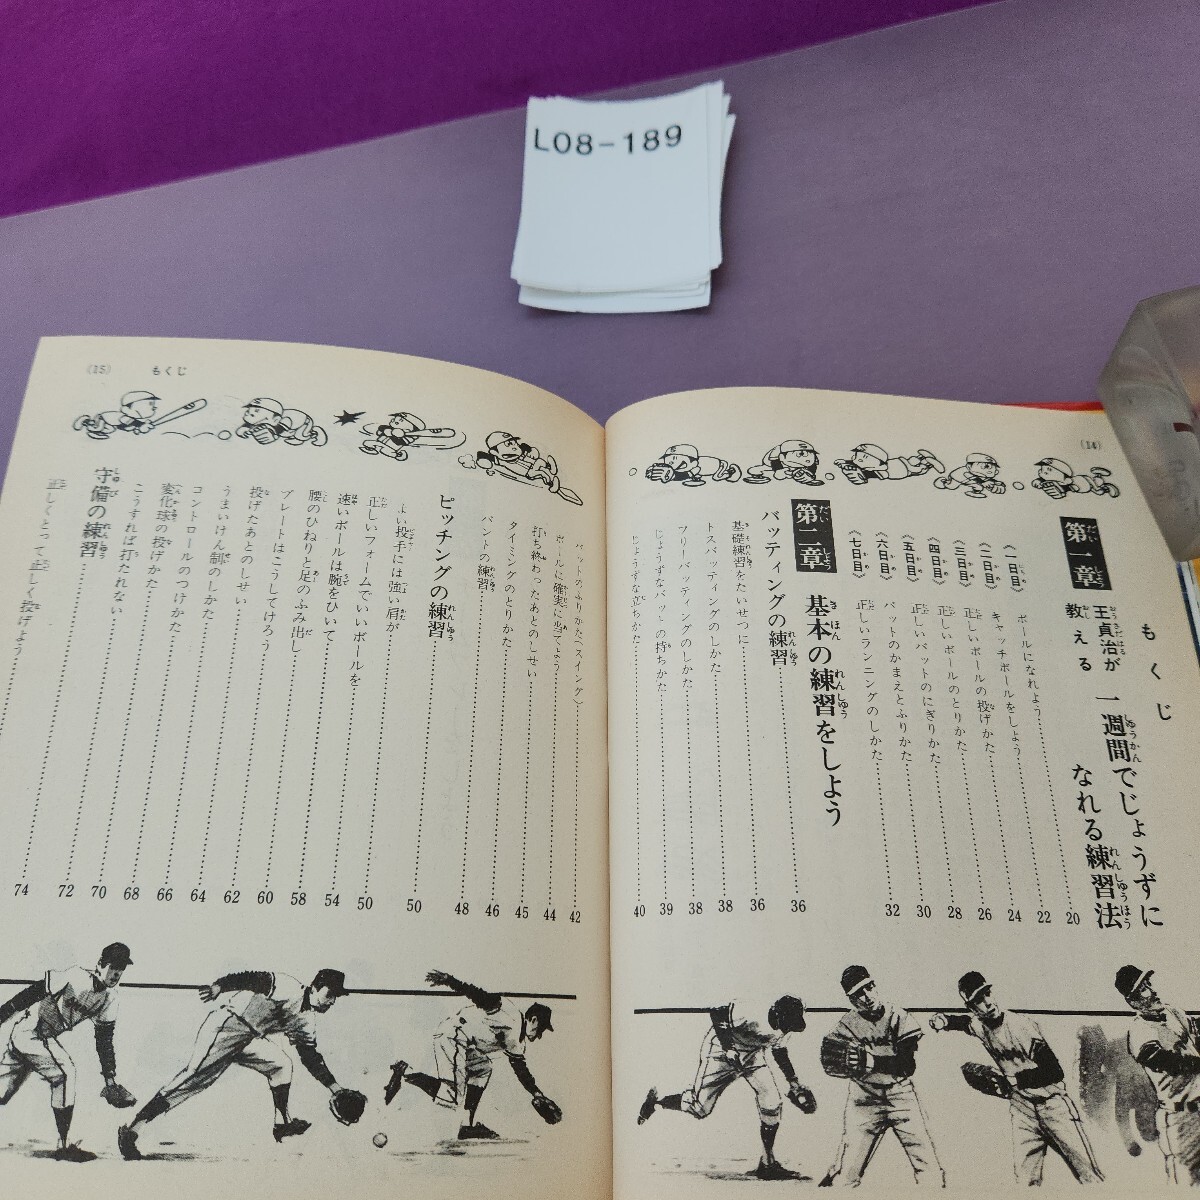 L08-189
(14)
もくじ
第一章 王貞治が教える 一週間でじょうずになれる練習法
《一日目》 ボールになれよう……20
《二日目》 キャッチボールをしよう……22
《三日目》 正しいボールの投げかた……24
《四日目》 正しいボールのとりかた……26
《五日目》 正しいバットのにぎりかた……28
《六日目》 バットのかまえとふりかた……30
《七日目》 正しいランニングのしかた……32
第二章 基本の練習をしよう
バッティングの練習……36
基礎練習をたいせつに……36
トスバッティングのしかた……38
フリーバッティングのしかた……38
じょうずなバットの持ちかた……39
じょうずな立ちかた……40
(15) もくじ
バットのふりかた〈スイング〉……42
ボールに確実に当てよう……44
打ち終わったあとのしせい……45
タイミングのとりかた……46
バントの練習……48
ピッチングの練習……50
よい投手には強い肩が……50
正しいフォームでいいボールを……54
速いボールは腕をひいて……58
腰のひねりと足のふみ出し……60
プレートはこうしてけろう……62
投げたあとのしせい……64
うまいけん制のしかた……66
コントロールのつけかた……68
変化球の投げかた……70
こうすれば打たれない……72
守備の練習……74
正しくとって正しく投げよう